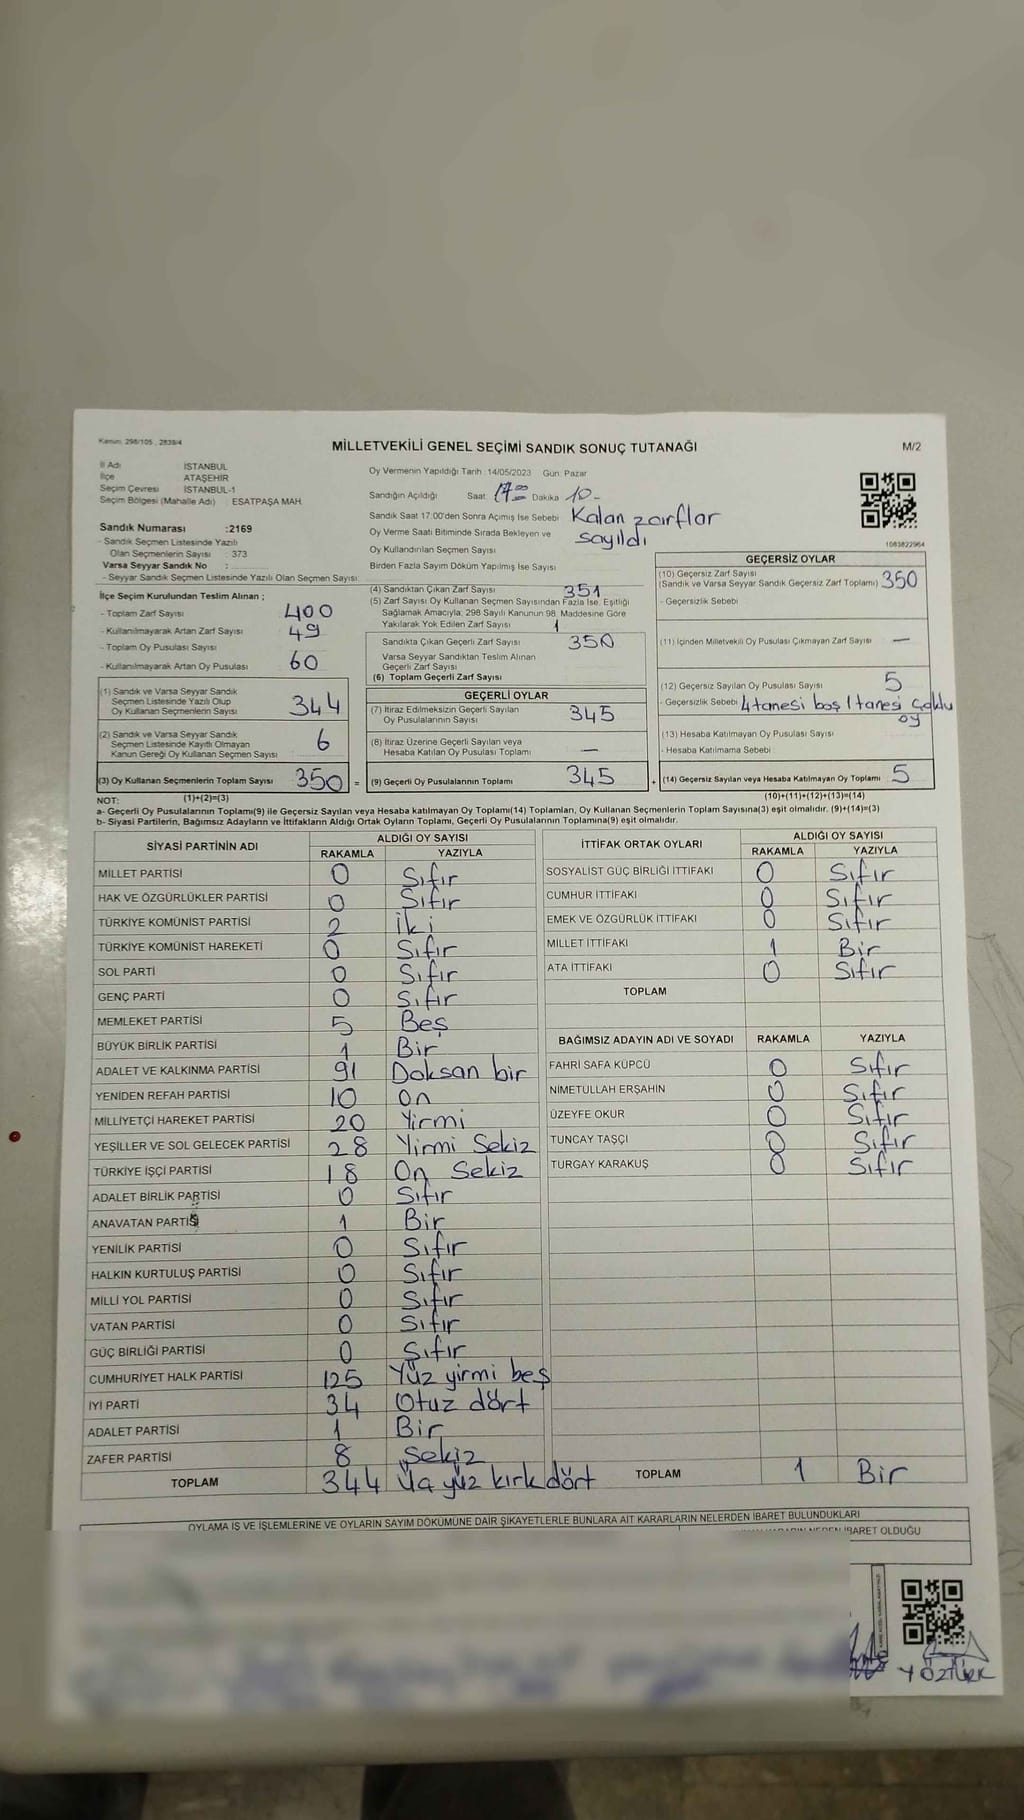 Kanun: 298/105 , 2839/4
MİLLETVEKİLİ GENEL SEÇİMİ SANDIK SONUÇ TUTANAĞI
M/2
İl Adı : İSTANBUL
İlçe : ATAŞEHİR
Seçim Çevresi : İSTANBUL-1
Seçim Bölgesi (Mahalle Adı) : ESATPAŞA MAH.
Sandık Numarası :2169
- Sandık Seçmen Listesinde Yazılı
Olan Seçmenlerin Sayısı : 373
Varsa Seyyar Sandık No :
- Seyyar Sandık Seçmen Listesinde Yazılı Olan Seçmen Sayısı:
Oy Vermenin Yapıldığı Tarih :14/05/2023 Gün: Pazar
Sandığın Açıldığı Saat: 17:00 Dakika 10-
Sandık Saat 17:00'den Sonra Açımış İse Sebebi Kalan zarflar
Oy Verme Saati Bitiminde Sırada Bekleyen ve sayıldı
Oy Kullandırılan Seçmen Sayısı
Birden Fazla Sayım Döküm Yapılmış İse Sayısı
1083822964
İlçe Seçim Kurulundan Teslim Alınan ;
- Toplam Zarf Sayısı 400
- Kullanılmayarak Artan Zarf Sayısı 49
- Toplam Oy Pusulası Sayısı
- Kullanılmayarak Artan Oy Pusulası 60
(1) Sandık ve Varsa Seyyar Sandık
Seçmen Listesinde Yazılı Olup
Oy Kullanan Seçmenlerin Sayısı 344
(2) Sandık ve Varsa Seyyar Sandık
Seçmen Listesinde Kayıtlı Olmayan
Kanun Gereği Oy Kullanan Seçmen Sayısı 6
(3) Oy Kullanan Seçmenlerin Toplam Sayısı 350 =
(1)+(2)=(3)
(4) Sandıktan Çıkan Zarf Sayısı 351
(5) Zarf Sayısı Oy Kullanan Seçmen Sayısından Fazla İse, Eşitliği
Sağlamak Amacıyla, 298 Sayılı Kanunun 98. Maddesine Göre
Yakılarak Yok Edilen Zarf Sayısı 1
Sandıkta Çıkan Geçerli Zarf Sayısı 350
Varsa Seyyar Sandıktan Teslim Alınan
Geçerli Zarf Sayısı
(6) Toplam Geçerli Zarf Sayısı
GEÇERLİ OYLAR
(7) İtiraz Edilmeksizin Geçerli Sayılan
Oy Pusulalarının Sayısı 345
(8) İtiraz Üzerine Geçerli Sayılan veya
Hesaba Katılan Oy Pusulası Toplamı —
(9) Geçerli Oy Pusulalarının Toplamı 345 +
GEÇERSİZ OYLAR
(10) Geçersiz Zarf Sayısı
(Sandık ve Varsa Seyyar Sandık Geçersiz Zarf Toplamı) 350
- Geçersizlik Sebebi
(11) İçinden Milletvekili Oy Pusulası Çıkmayan Zarf Sayısı —
(12) Geçersiz Sayılan Oy Pusulası Sayısı 5
- Geçersizlik Sebebi 4 tanesi boş 1 tanesi çoklu
oy
(13) Hesaba Katılmayan Oy Pusulası Sayısı
- Hesaba Katılmama Sebebi
(14) Geçersiz Sayılan veya Hesaba Katılmayan Oy Toplamı 5
(10)+(11)+(12)+(13)=(14)
NOT:
a- Geçerli Oy Pusulalarının Toplamı(9) ile Geçersiz Sayılan veya Hesaba katılmayan Oy Toplamı(14) Toplamları, Oy Kullanan Seçmenlerin Toplam Sayısına(3) eşit olmalıdır. (9)+(14)=(3)
b- Siyasi Partilerin, Bağımsız Adayların ve İttifakların Aldığı Ortak Oyların Toplamı, Geçerli Oy Pusulalarının Toplamına(9) eşit olmalıdır.
SİYASİ PARTİNİN ADI ALDIĞI OY SAYISI
RAKAMLA YAZIYLA
MİLLET PARTİSİ 0 Sıfır
HAK VE ÖZGÜRLÜKLER PARTİSİ 0 Sıfır
TÜRKİYE KOMÜNİST PARTİSİ 2 İki
TÜRKİYE KOMÜNİST HAREKETİ 0 Sıfır
SOL PARTİ 0 Sıfır
GENÇ PARTİ 0 Sıfır
MEMLEKET PARTİSİ 5 Beş
BÜYÜK BİRLİK PARTİSİ 1 Bir
ADALET VE KALKINMA PARTİSİ 91 Doksan bir
YENİDEN REFAH PARTİSİ 10 On
MİLLİYETÇİ HAREKET PARTİSİ 20 Yirmi
YEŞİLLER VE SOL GELECEK PARTİSİ 28 Yirmi Sekiz
TÜRKİYE İŞÇİ PARTİSİ 18 On Sekiz
ADALET BİRLİK PARTİSİ 0 Sıfır
ANAVATAN PARTİSİ 1 Bir
YENİLİK PARTİSİ 0 Sıfır
HALKIN KURTULUŞ PARTİSİ 0 Sıfır
MİLLİ YOL PARTİSİ 0 Sıfır
VATAN PARTİSİ 0 Sıfır
GÜÇ BİRLİĞİ PARTİSİ 0 Sıfır
CUMHURİYET HALK PARTİSİ 125 Yüz yirmi beş
İYİ PARTİ 34 Otuz dört
ADALET PARTİSİ 1 Bir
ZAFER PARTİSİ 8 Sekiz
TOPLAM 344 Üç yüz kırk dört
İTTİFAK ORTAK OYLARI ALDIĞI OY SAYISI
RAKAMLA YAZIYLA
SOSYALİST GÜÇ BİRLİĞİ İTTİFAKI 0 Sıfır
CUMHUR İTTİFAKI 0 Sıfır
EMEK VE ÖZGÜRLÜK İTTİFAKI 0 Sıfır
MİLLET İTTİFAKI 1 Bir
ATA İTTİFAKI 0 Sıfır
TOPLAM
BAĞIMSIZ ADAYIN ADI VE SOYADI RAKAMLA YAZIYLA
FAHRİ SAFA KÜPCÜ 0 Sıfır
NİMETULLAH ERŞAHİN 0 Sıfır
ÜZEYFE OKUR 0 Sıfır
TUNCAY TAŞÇI 0 Sıfır
TURGAY KARAKUŞ 0 Sıfır
TOPLAM 1 Bir
OYLAMA İŞ VE İŞLEMLERİNE VE OYLARIN SAYIM DÖKÜMÜNE DAİR ŞİKAYETLERLE BUNLARA AİT KARARLARIN NELERDEN İBARET BULUNDUKLARI
İBARET OLDUĞU
Y ÖZTÜRK